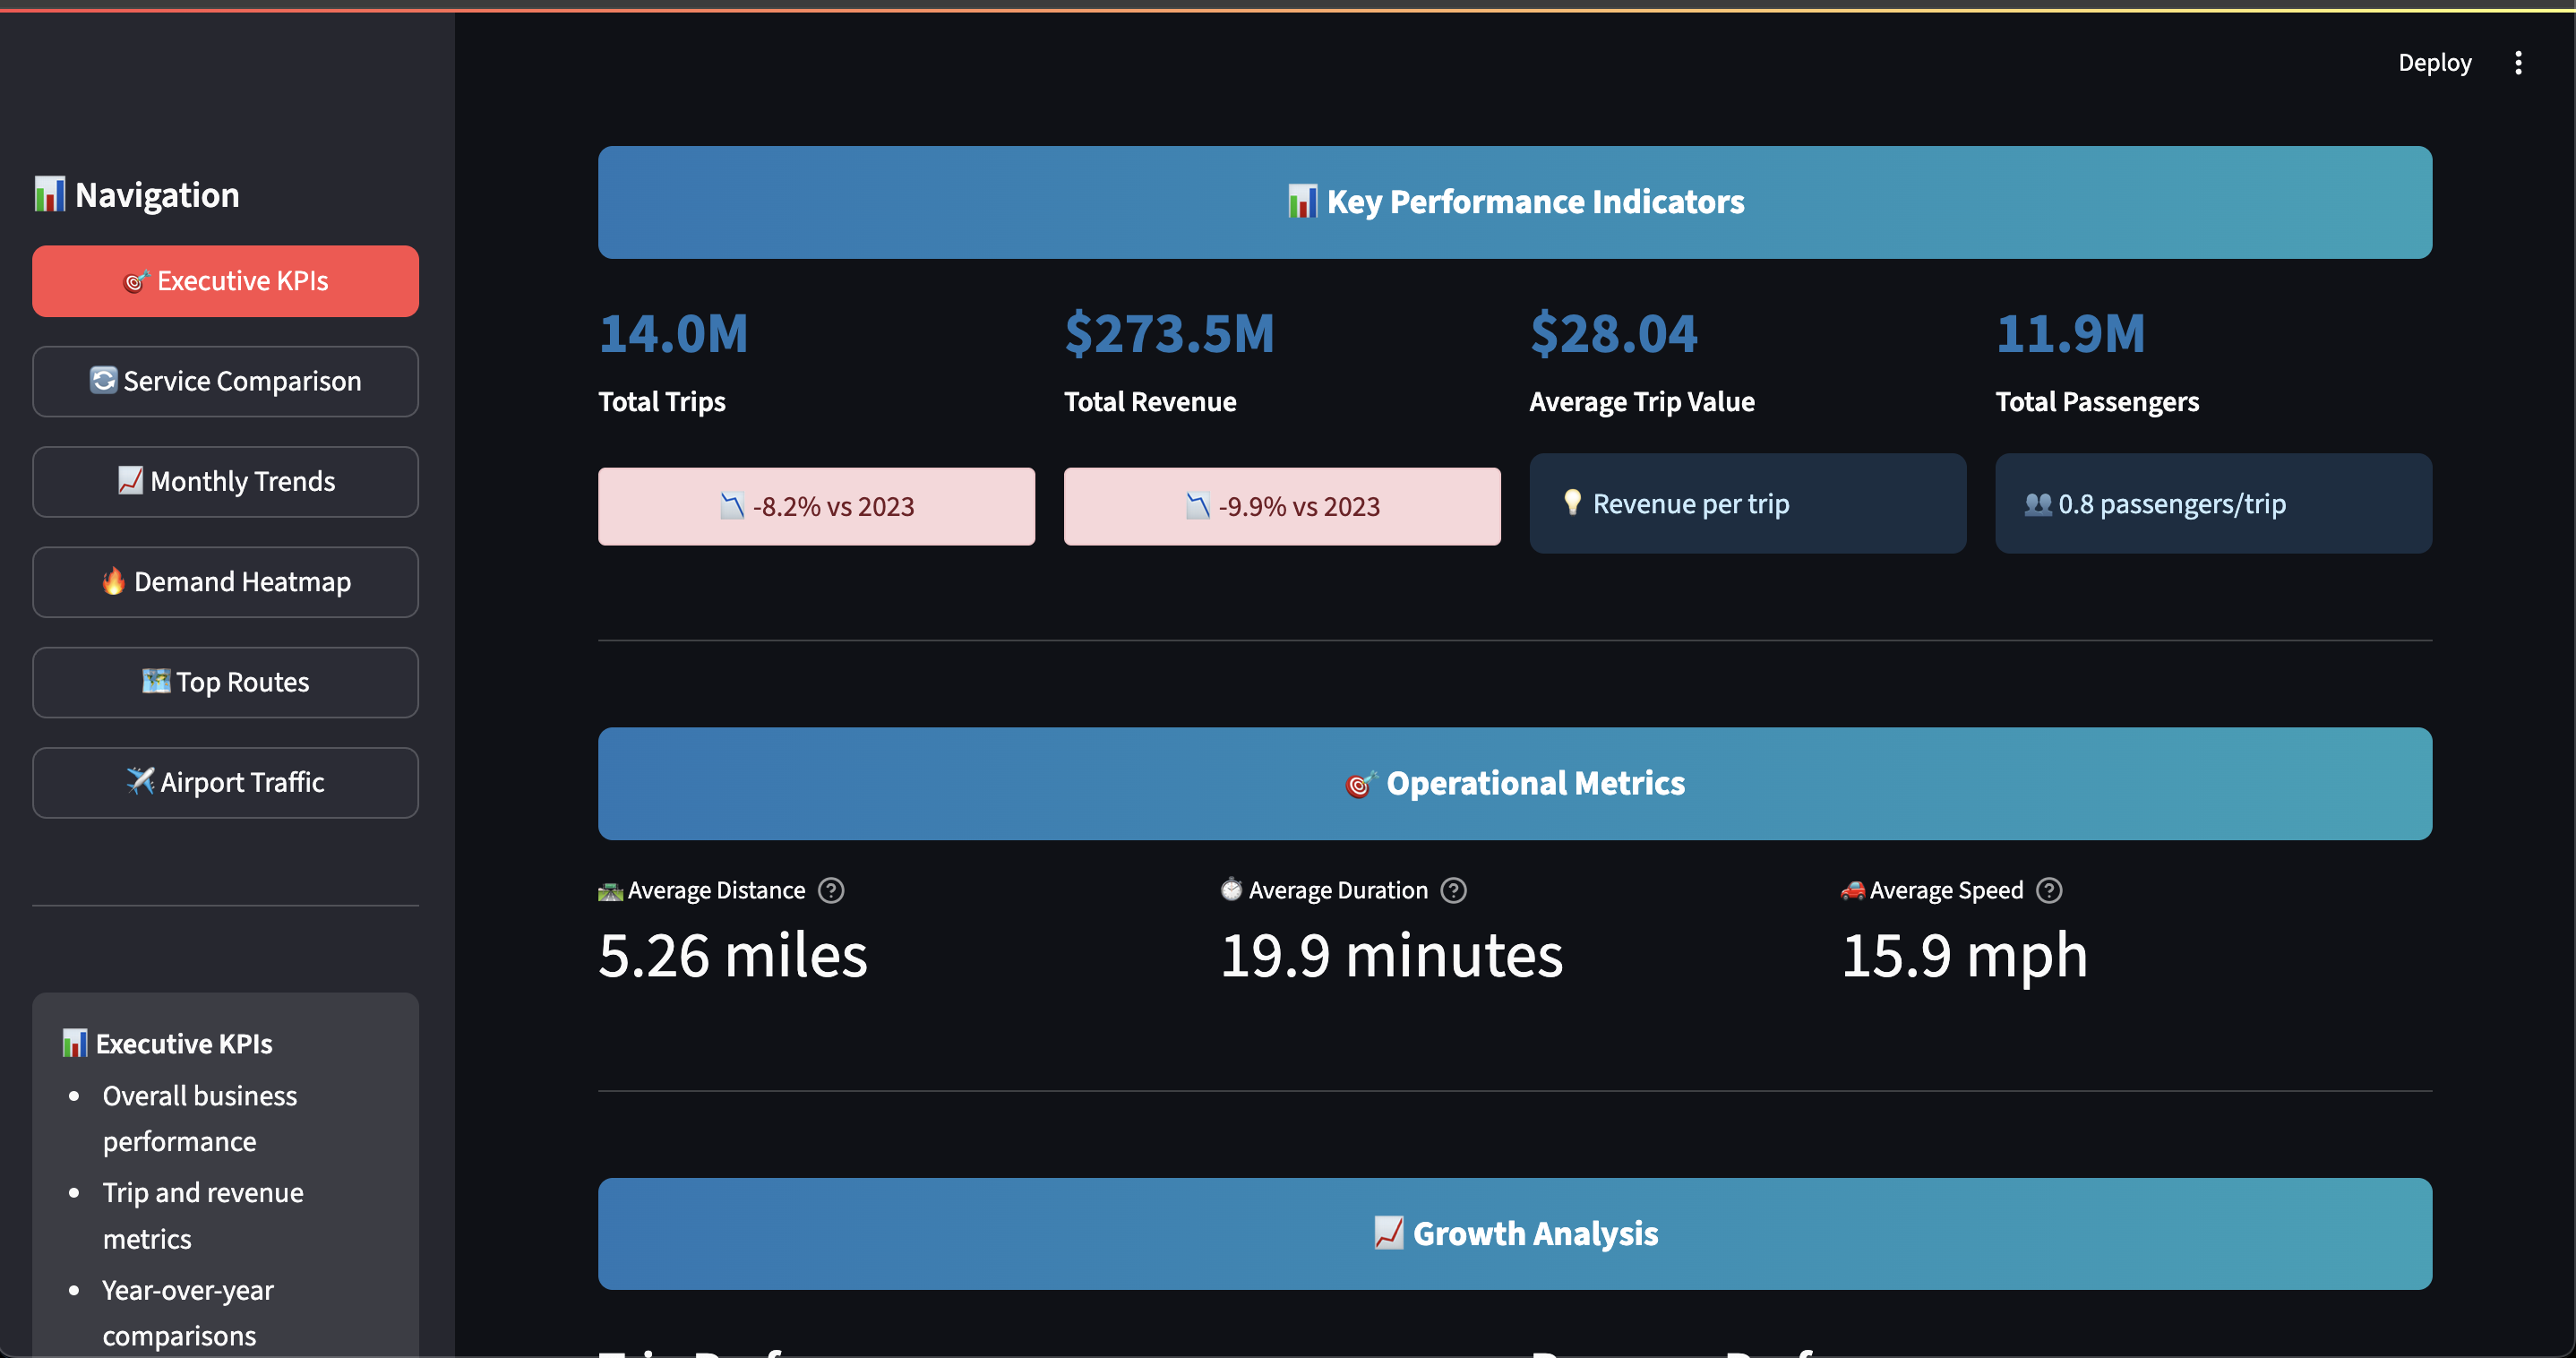 Deploy
📊 Navigation
🎯 Executive KPIs
🔄 Service Comparison
📈 Monthly Trends
🔥 Demand Heatmap
🗺️ Top Routes
✈️ Airport Traffic
📊 Executive KPIs
• Overall business
performance
• Trip and revenue
metrics
• Year-over-year
comparisons
📊 Key Performance Indicators
14.0M
Total Trips
📉 -8.2% vs 2023
$273.5M
Total Revenue
📉 -9.9% vs 2023
$28.04
Average Trip Value
💡 Revenue per trip
11.9M
Total Passengers
👥 0.8 passengers/trip
🎯 Operational Metrics
🛣️ Average Distance
5.26 miles
⏱️ Average Duration
19.9 minutes
🚗 Average Speed
15.9 mph
📈 Growth Analysis